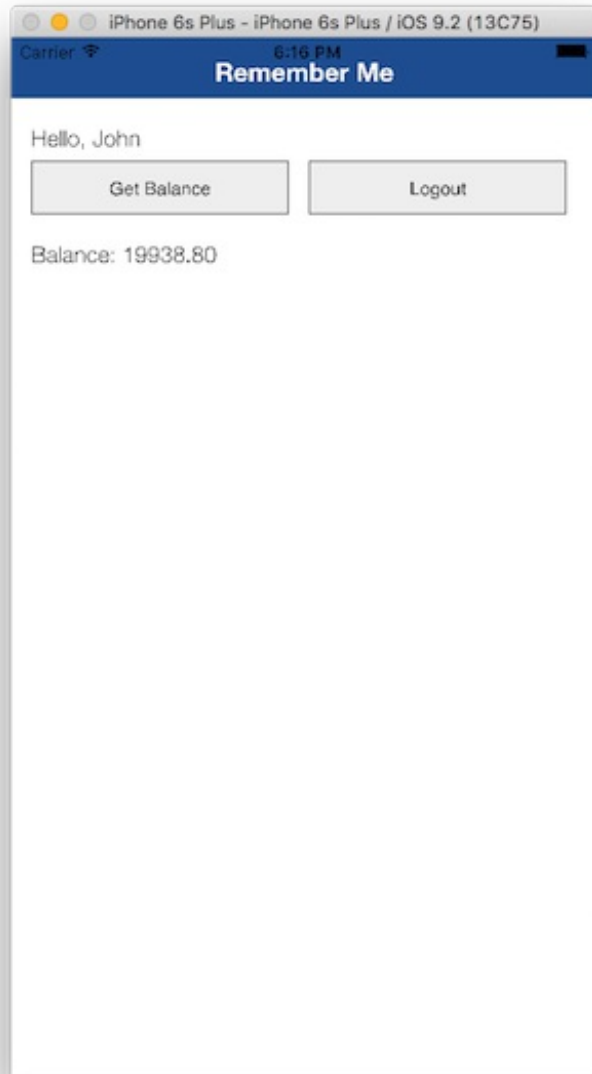 iPhone 6s Plus - iPhone 6s Plus / iOS 9.2 (13C75)
Carrier 6:16 PM
Remember Me
Hello, John
Get Balance Logout
Balance: 19938.80